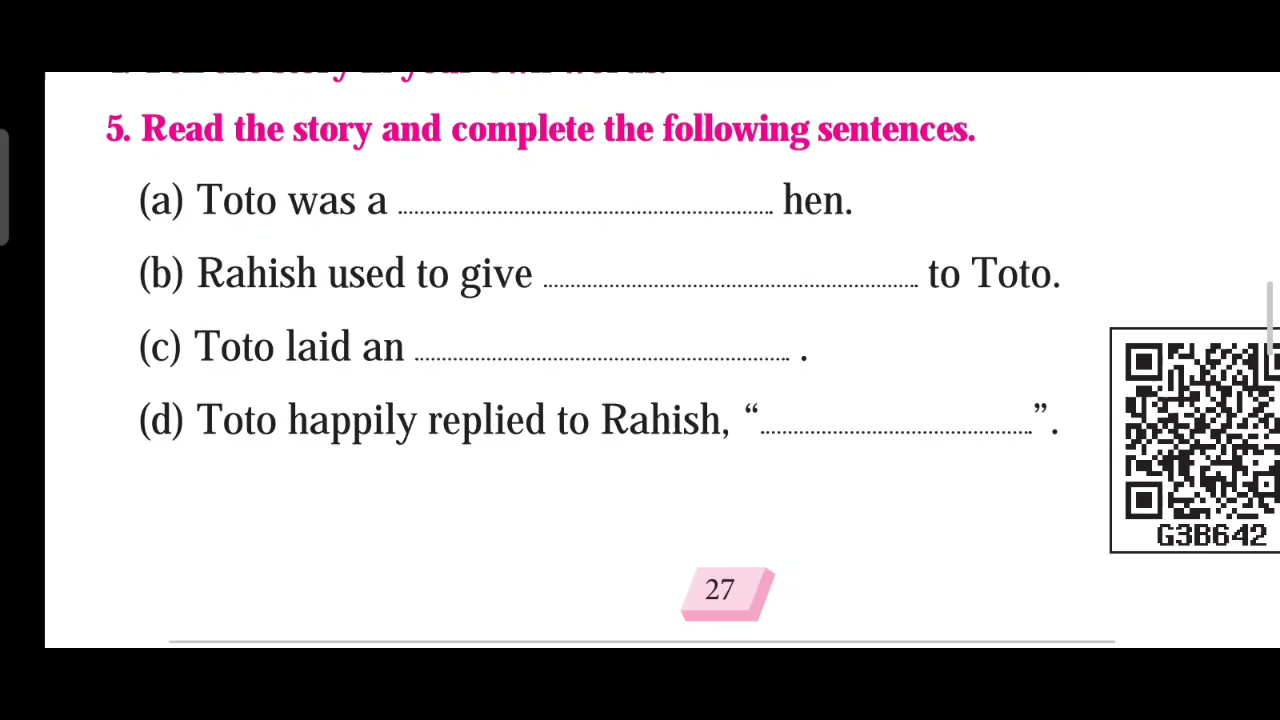 5. Read the story and complete the following sentences.
(a) Toto was a ........................ hen.
(b) Rahish used to give ........................ to Toto.
(c) Toto laid an ........................ .
(d) Toto happily replied to Rahish, “........................”.
G3B642
27